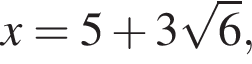 x = 5 + 3√6,